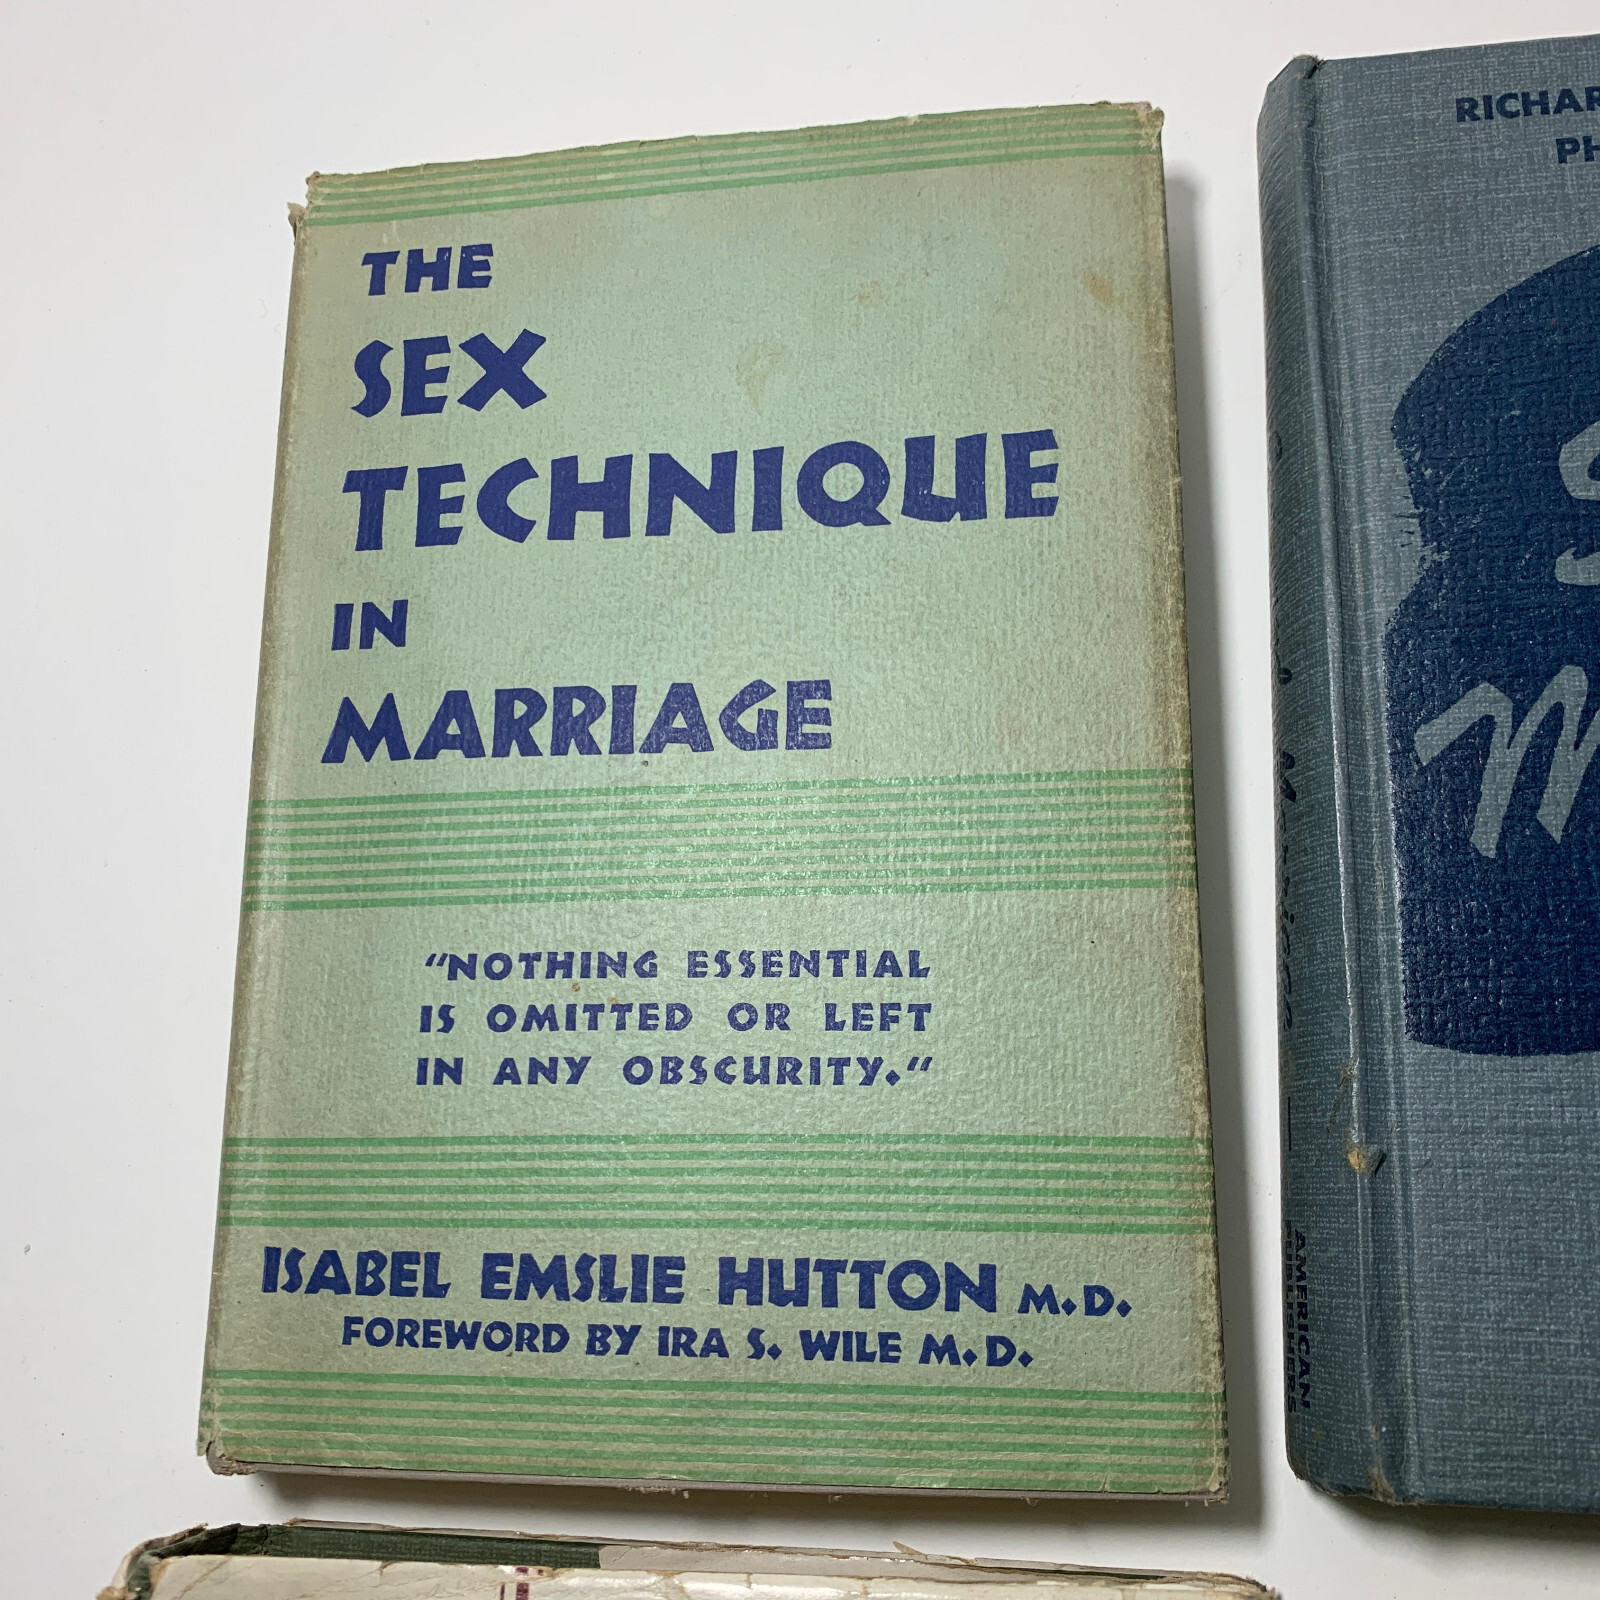 THE
SEX
TECHNIQUE
IN
MARRIAGE
"NOTHING ESSENTIAL
IS OMITTED OR LEFT
IN ANY OBSCURITY."
ISABEL EMSLIE HUTTON M.D.
FOREWORD BY IRA S. WILE M.D.
AMERICAN
PUBLISHERS